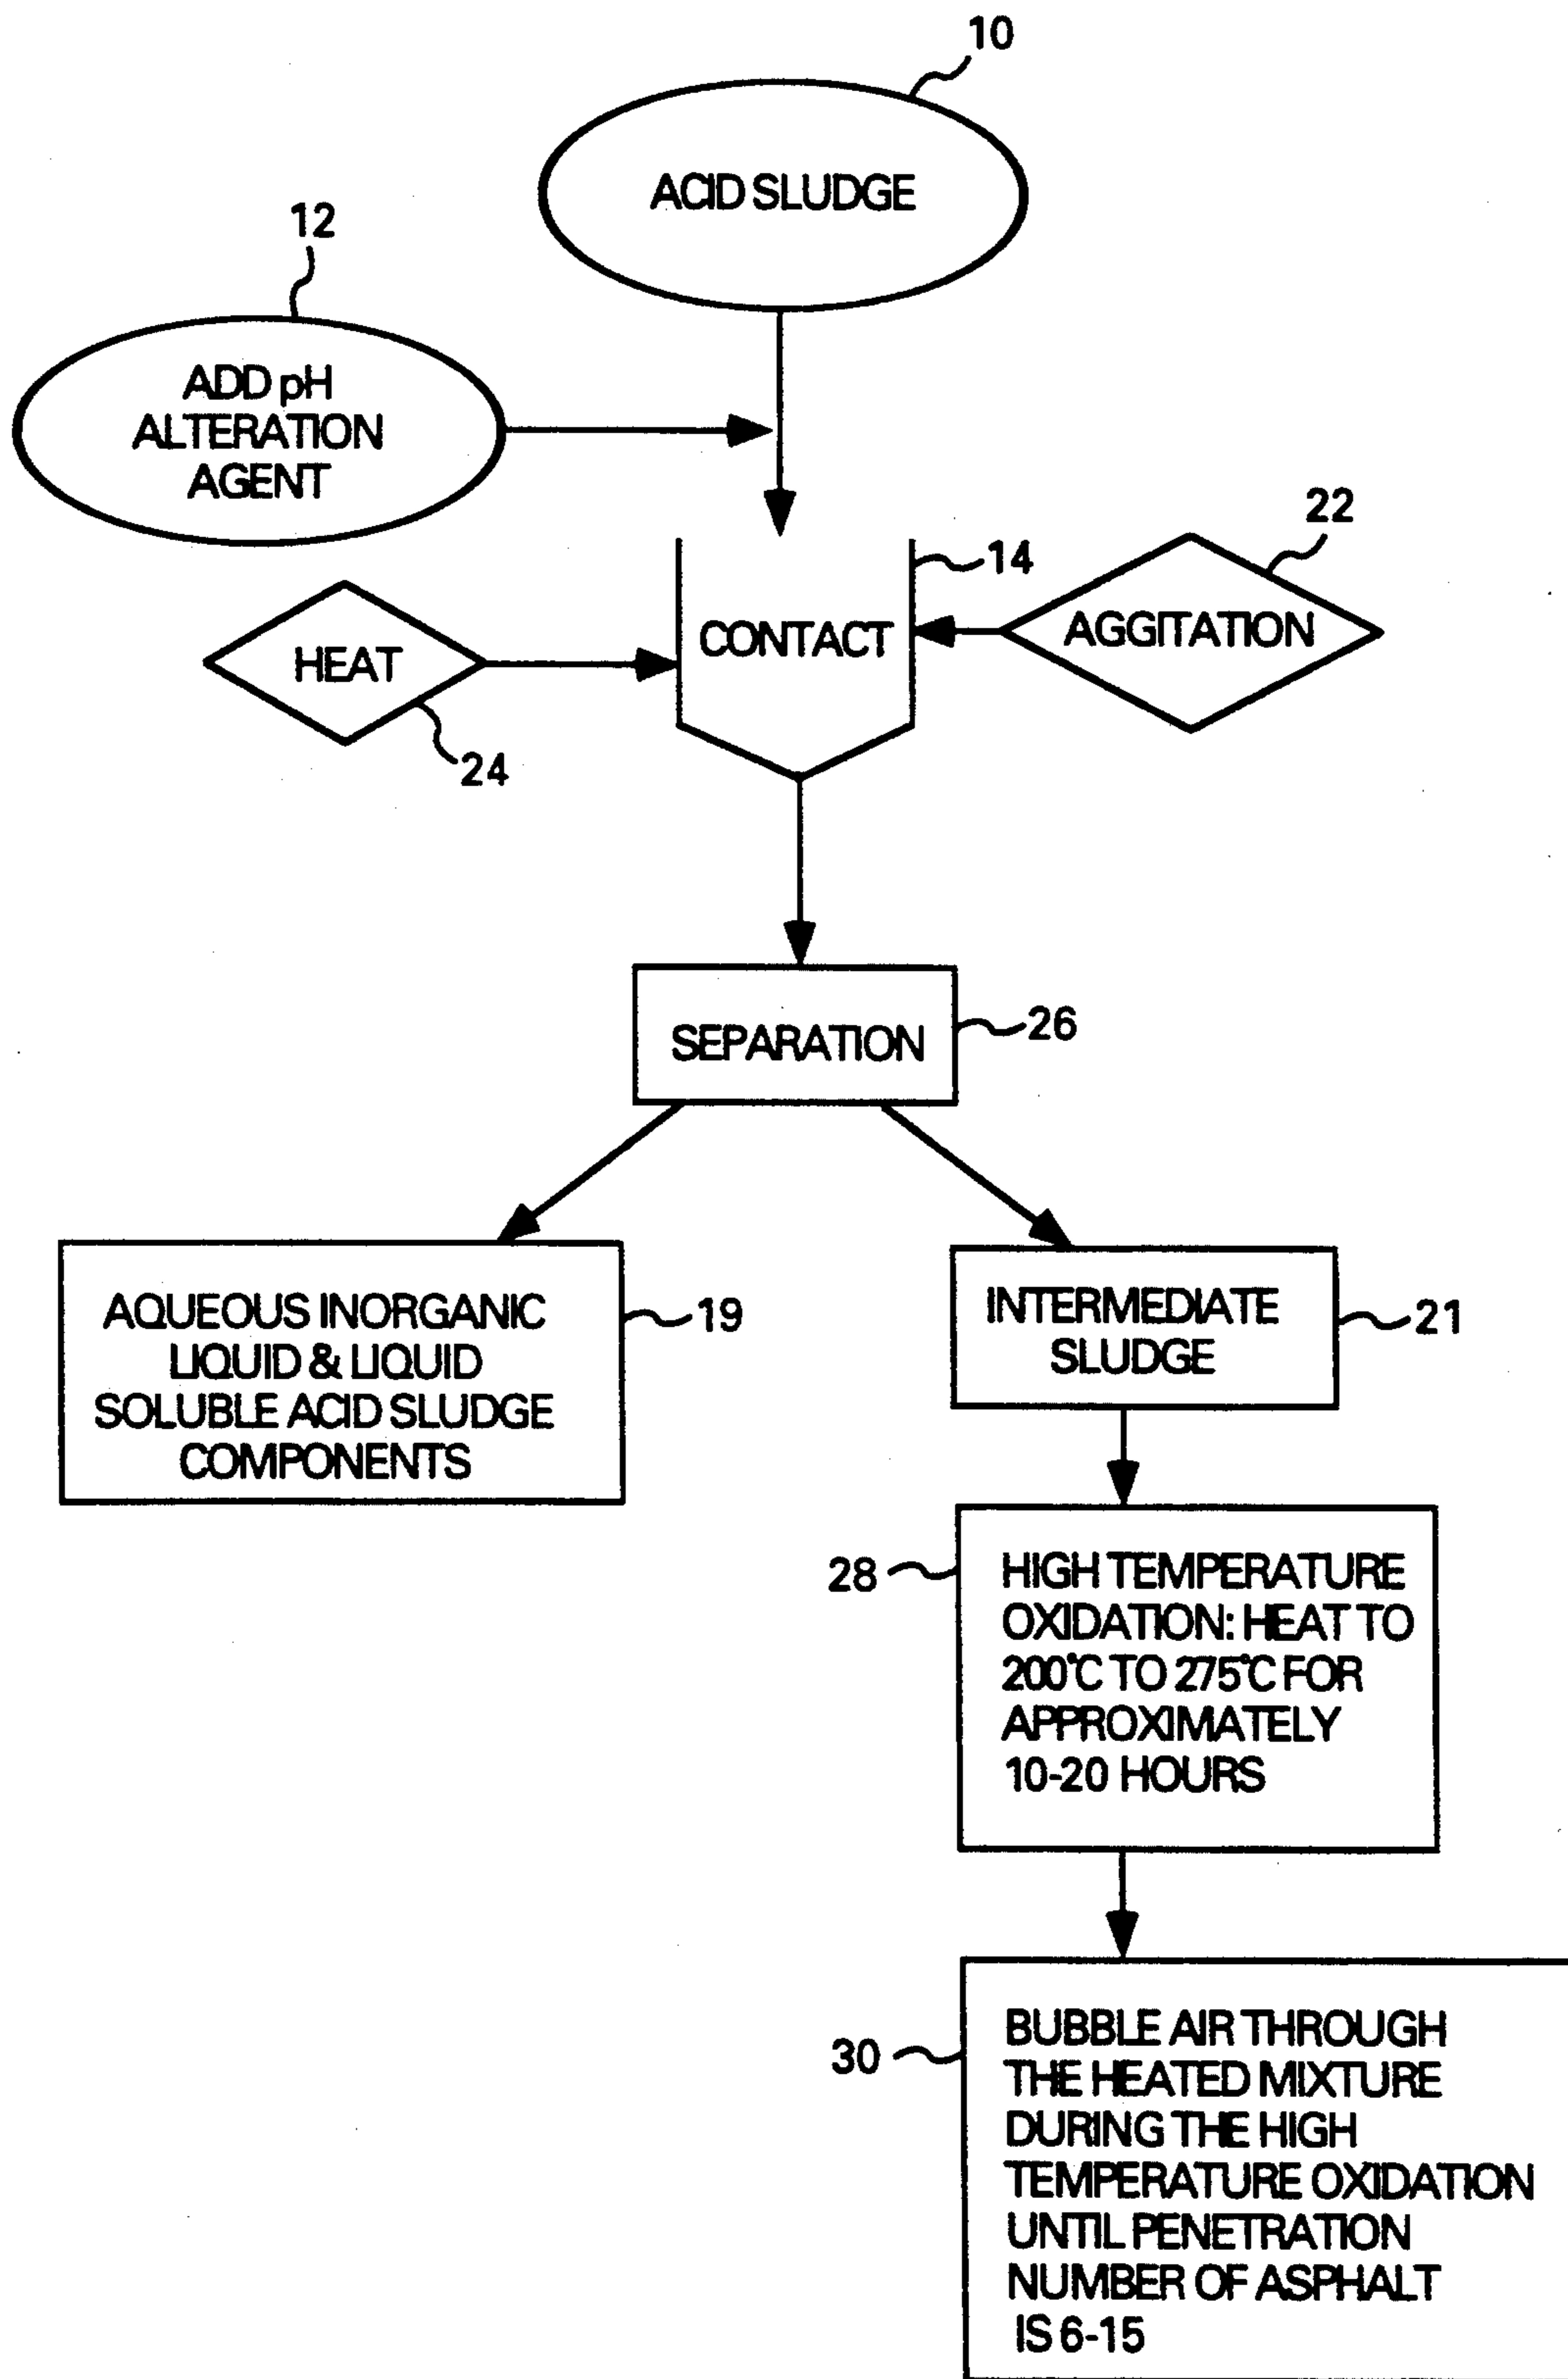 10
ACID SLUDGE
12
ADD pH
ALTERATION
AGENT
22
14
CONTACT
AGGITATION
HEAT
24
SEPARATION
26
AQUEOUS INORGANIC
LIQUID & LIQUID
SOLUBLE ACID SLUDGE
COMPONENTS
19
INTERMEDIATE
SLUDGE
21
28
HIGH TEMPERATURE
OXIDATION: HEAT TO
200°C TO 275°C FOR
APPROXIMATELY
10-20 HOURS
30
BUBBLE AIR THROUGH
THE HEATED MIXTURE
DURING THE HIGH
TEMPERATURE OXIDATION
UNTIL PENETRATION
NUMBER OF ASPHALT
IS 6-15